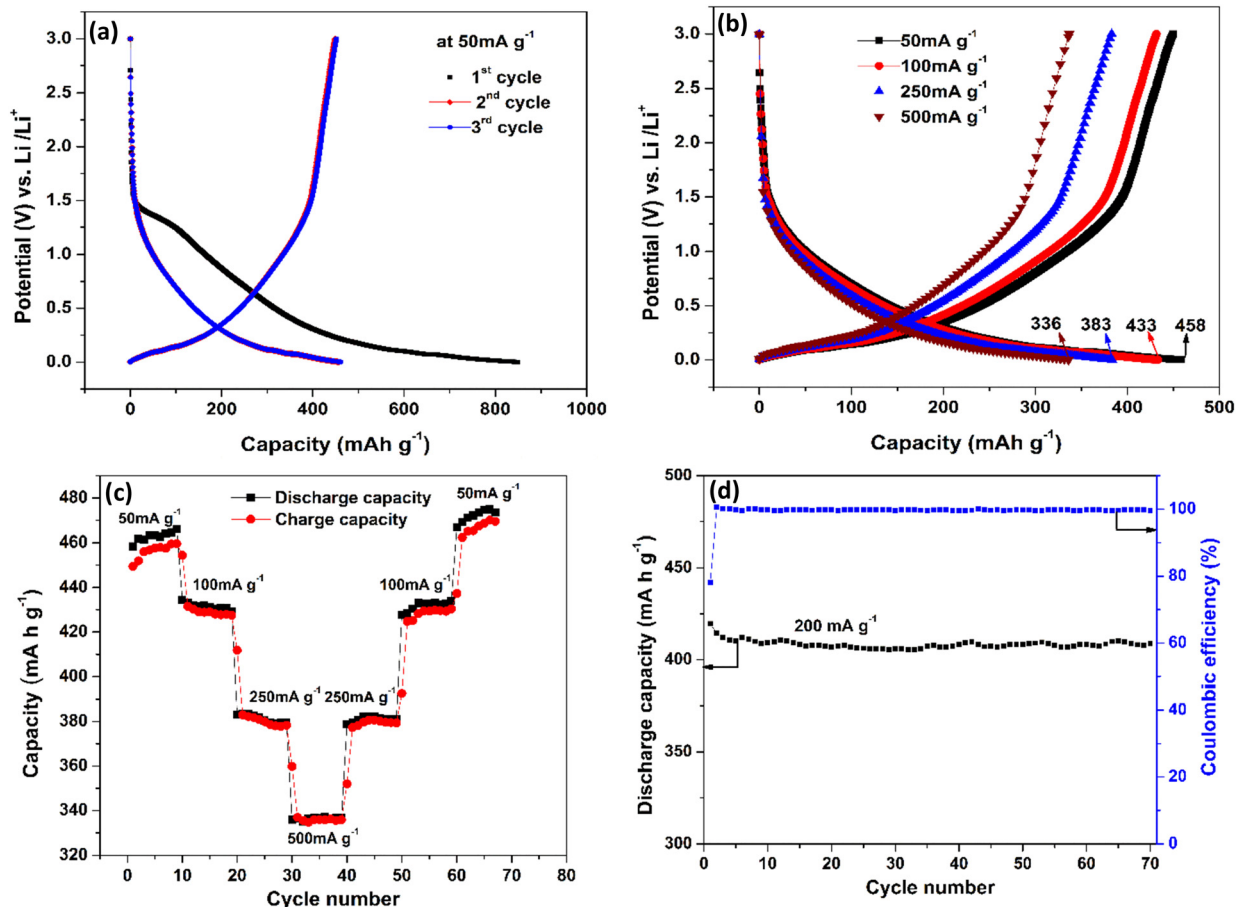 (a)
at 50mA g⁻¹
1ˢᵗ cycle
2ⁿᵈ cycle
3ʳᵈ cycle
3.0
2.5
2.0
1.5
1.0
0.5
0.0
Potential (V) vs. Li /Li⁺
0 200 400 600 800 1000
Capacity (mAh g⁻¹)
(b)
50mA g⁻¹
100mA g⁻¹
250mA g⁻¹
500mA g⁻¹
3.0
2.5
2.0
1.5
1.0
0.5
0.0
Potential (V) vs. Li /Li⁺
336 383 433 458
0 100 200 300 400 500
Capacity (mAh g⁻¹)
(c)
Discharge capacity
Charge capacity
50mA g⁻¹
50mA g⁻¹
100mA g⁻¹
100mA g⁻¹
250mA g⁻¹
250mA g⁻¹
500mA g⁻¹
480
460
440
420
400
380
360
340
320
Capacity (mA h g⁻¹)
0 10 20 30 40 50 60 70 80
Cycle number
(d)
500
450
400
350
300
Discharge capacity (mA h g⁻¹)
200 mA g⁻¹
100
80
60
40
20
0
Coulombic efficiency (%)
0 10 20 30 40 50 60 70
Cycle number